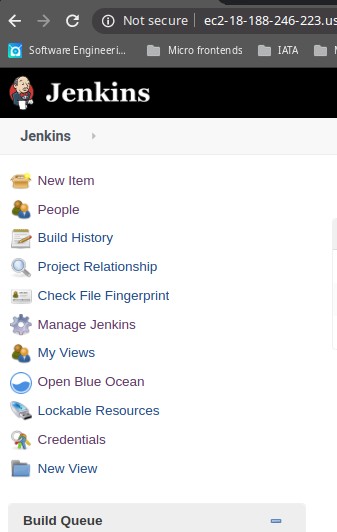 Not secure | ec2-18-188-246-223.us
Software Engineeri... Micro frontends IATA
Jenkins
Jenkins
New Item
People
Build History
Project Relationship
Check File Fingerprint
Manage Jenkins
My Views
Open Blue Ocean
Lockable Resources
Credentials
New View
Build Queue